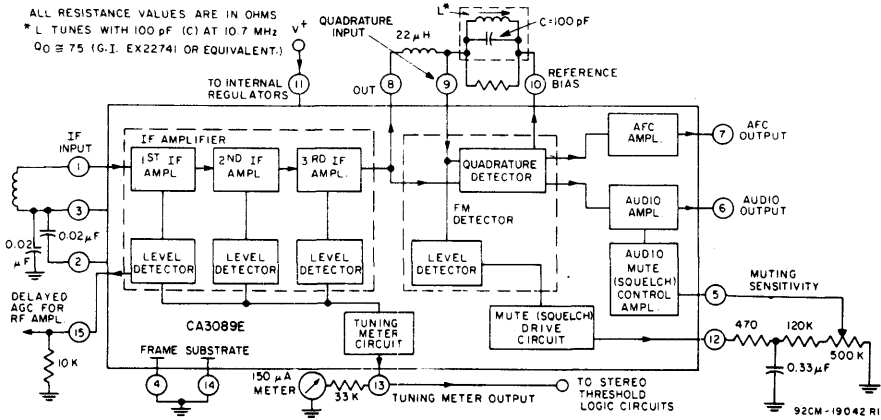 ALL RESISTANCE VALUES ARE IN OHMS
* L TUNES WITH 100 pF (C) AT 10.7 MHz
Q0 ≅ 75 (G.I. EX22741 OR EQUIVALENT.)
V+
QUADRATURE
INPUT
L*
C=100 pF
22µH
11
TO INTERNAL
REGULATORS
8
OUT
9
10
REFERENCE
BIAS
IF
INPUT
1
IF AMPLIFIER
1ST IF
AMPL
2ND IF
AMPL
3RD IF
AMPL.
QUADRATURE
DETECTOR
AFC
AMPL.
7
AFC
OUTPUT
3
FM
DETECTOR
AUDIO
AMPL
6
AUDIO
OUTPUT
0.02
µF
0.02µF
2
LEVEL
DETECTOR
LEVEL
DETECTOR
LEVEL
DETECTOR
LEVEL
DETECTOR
AUDIO
MUTE
(SQUELCH)
CONTROL
AMPL.
5
MUTING
SENSITIVITY
DELAYED
AGC FOR
RF AMPL.
15
CA3089E
TUNING
METER
CIRCUIT
MUTE (SQUELCH)
DRIVE
CIRCUIT
12
470
120K
500K
10K
FRAME SUBSTRATE
4
14
150 µA
METER
33K
13
TUNING METER OUTPUT
TO STEREO
THRESHOLD
LOGIC CIRCUITS
0.33µF
92CM-19042 RI